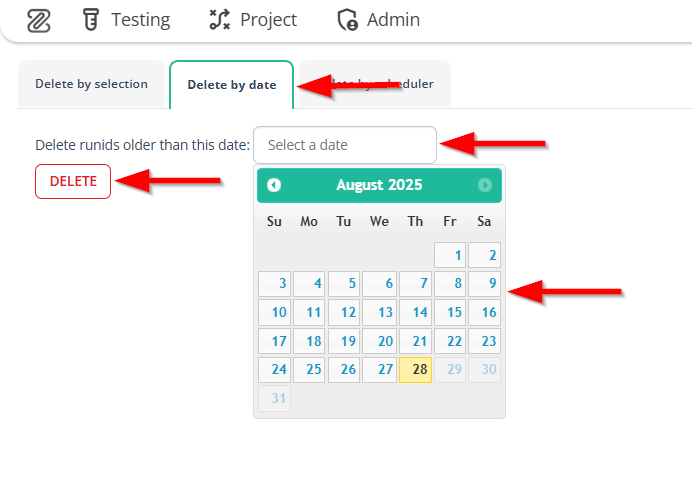 Testing Project Admin
Delete by selection Delete by date scheduler
Delete runids older than this date: Select a date
DELETE
August 2025
Su Mo Tu We Th Fr Sa
1 2
3 4 5 6 7 8 9
10 11 12 13 14 15 16
17 18 19 20 21 22 23
24 25 26 27 28 29 30
31